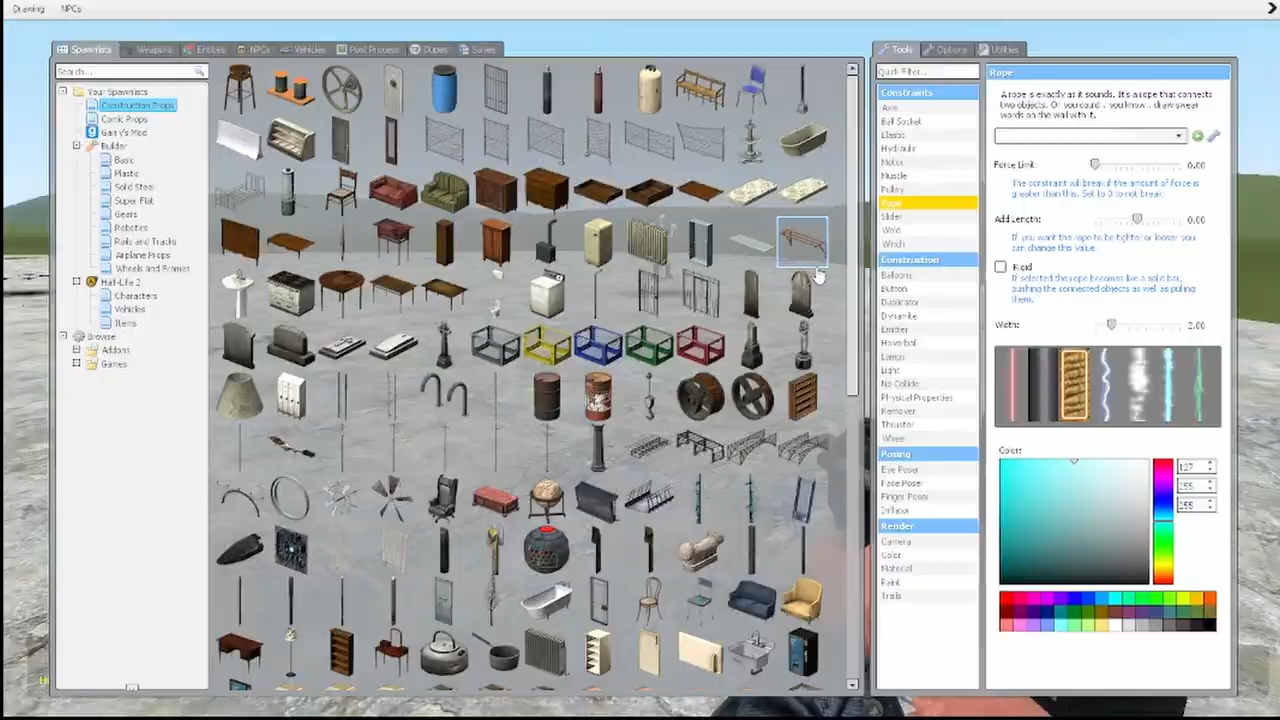 Drawing NPCs
Spawnlists Weapons Entities NPCs Vehicles Post Process Dupes Saves
Search...
Your Spawnlists
Construction Props
Comic Props
Garry's Mod
Builder
Basic
Plastic
Solid Steel
Super Flat
Gears
Robotics
Rails and Tracks
Airplane Props
Wheels and Frames
Half-Life 2
Characters
Vehicles
Items
Browse
Addons
Games
Tools Options Utilities
Quick Filter...
Constraints
Axis
Ball Socket
Elastic
Hydraulic
Motor
Muscle
Pulley
Rope
Slider
Weld
Winch
Construction
Balloons
Button
Duplicator
Dynamite
Emitter
Hoverball
Lamps
Light
No Collide
Physical Properties
Remover
Thruster
Wheel
Posing
Eye Poser
Face Poser
Finger Poser
Inflator
Render
Camera
Color
Material
Paint
Trails
Rope
A rope is exactly as it sounds. It's a rope that connects
two objects. Or you could.. you know.. draw swear
words on the wall with it.
Force Limit: 0.00
The constraint will break if the amount of force is
greater than this. Set to 0 to not break.
Add Length: 0.00
If you want the rope to be tighter or looser you
can change this value.
Rigid
If selected the rope becomes like a solid bar,
pushing the connected objects as well as pulling
them.
Width: 2.00
Color:
127
255
255